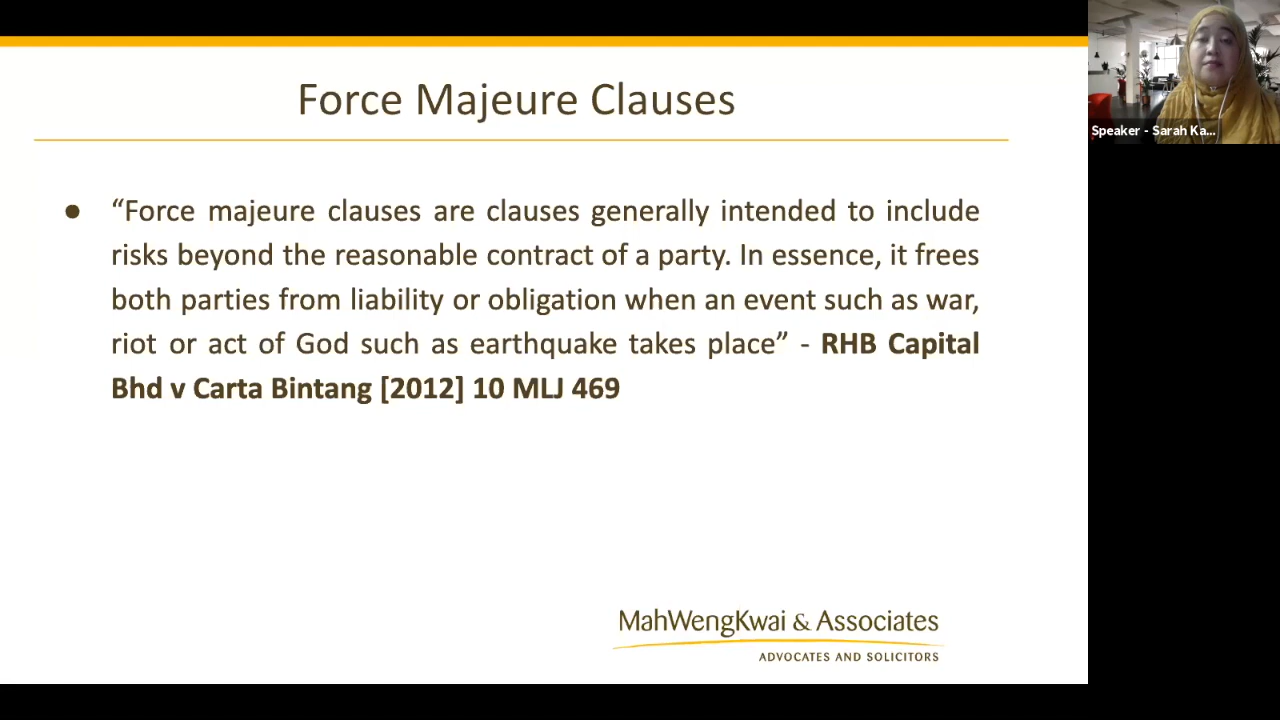 Force Majeure Clauses
● “Force majeure clauses are clauses generally intended to include
risks beyond the reasonable contract of a party. In essence, it frees
both parties from liability or obligation when an event such as war,
riot or act of God such as earthquake takes place” - RHB Capital
Bhd v Carta Bintang [2012] 10 MLJ 469
MahWengKwai & Associates
ADVOCATES AND SOLICITORS
Speaker - Sarah Ka...